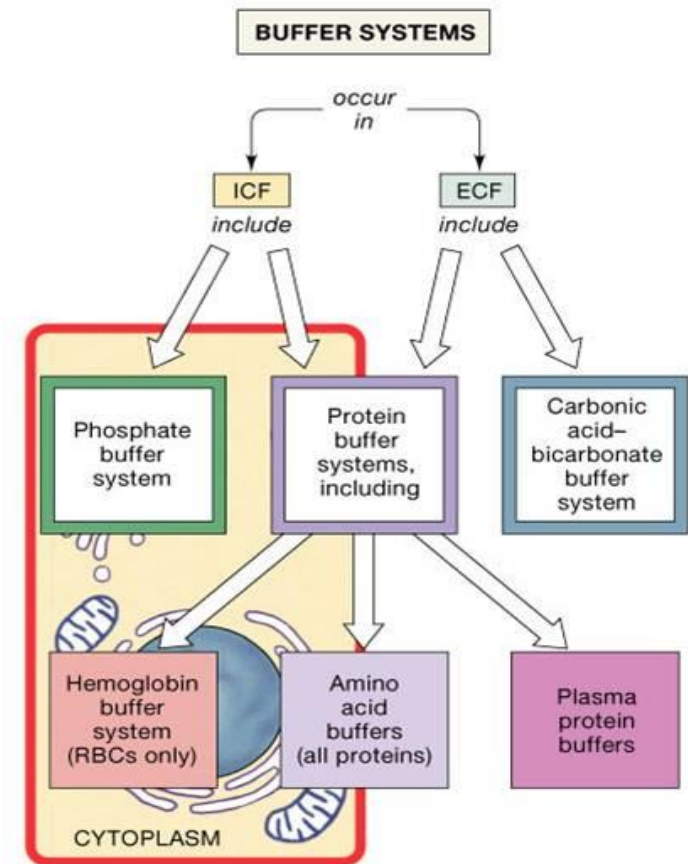 BUFFER SYSTEMS
occur
in
ICF
ECF
include
include
Phosphate
buffer
system
Protein
buffer
systems,
including
Carbonic
acid–
bicarbonate
buffer
system
Hemoglobin
buffer
system
(RBCs only)
Amino
acid
buffers
(all proteins)
Plasma
protein
buffers
CYTOPLASM